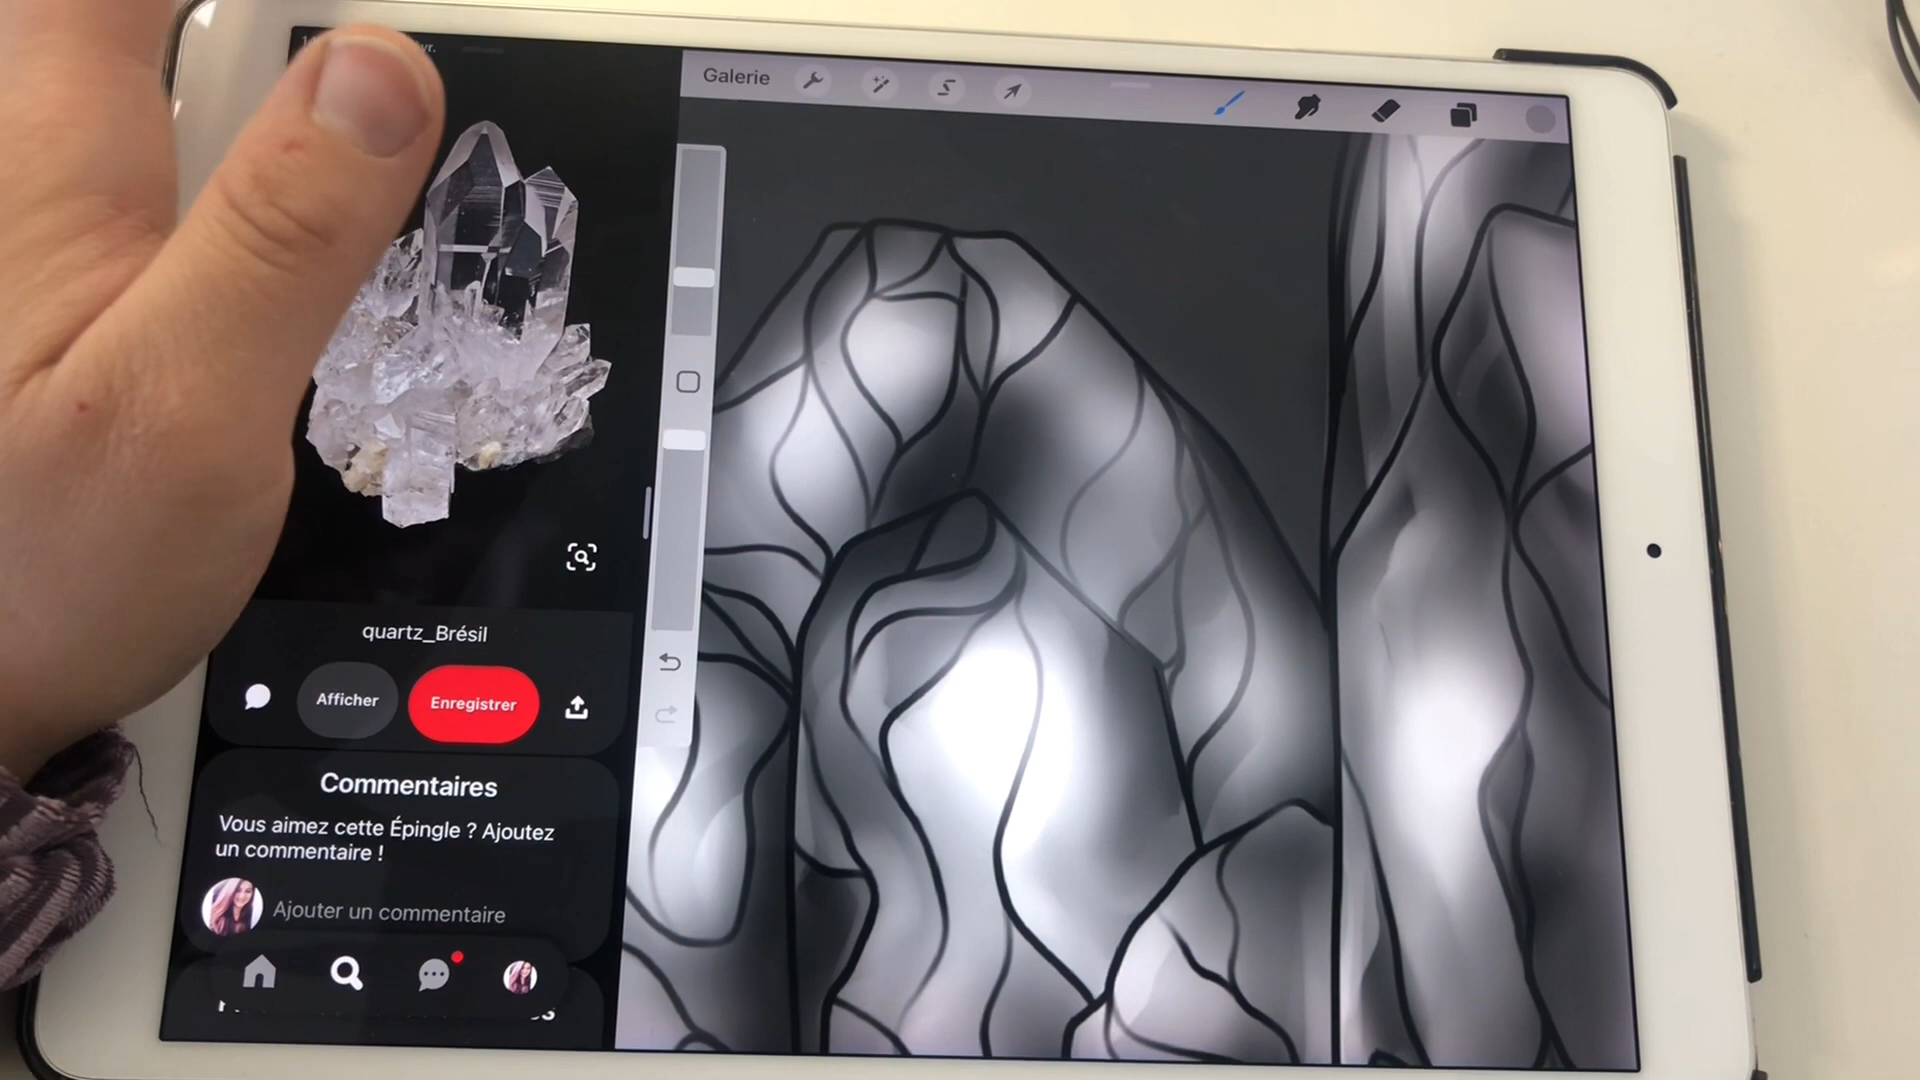 Galerie
quartz_Brésil
Afficher
Enregistrer
Commentaires
Vous aimez cette Épingle ? Ajoutez
un commentaire !
Ajouter un commentaire